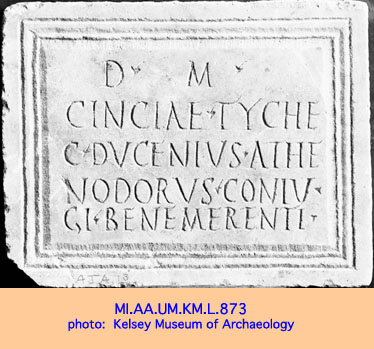 D M
CINCIAE TYCHE
C DVCENIVS ATHE
NODORVS CONIV
GI BENEMERENTI
MI.AA.UM.KM.L.873
photo: Kelsey Museum of Archaeology